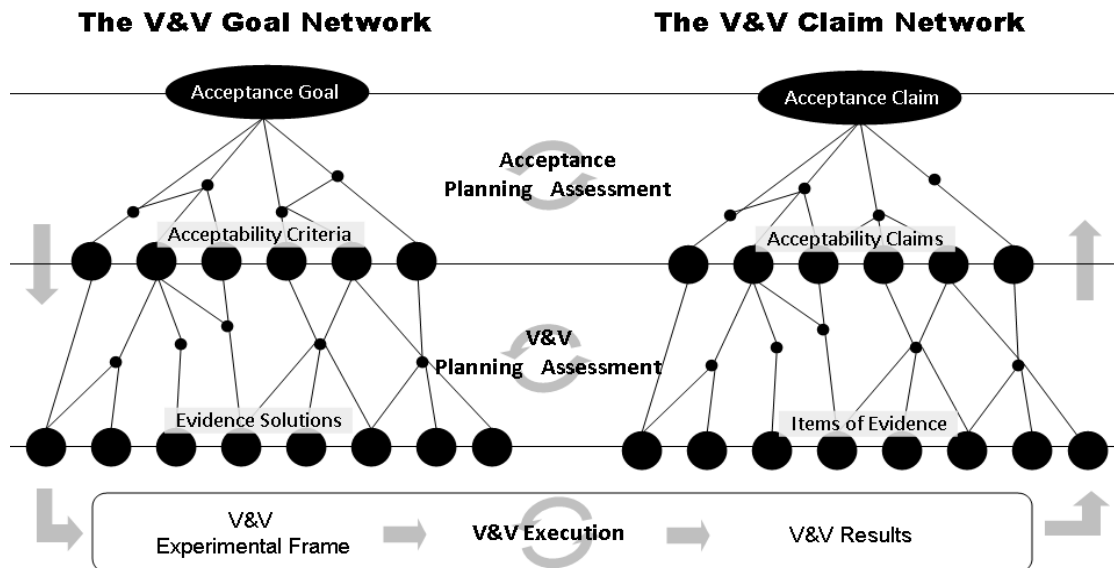 The V&V Goal Network
The V&V Claim Network
Acceptance Goal
Acceptance Claim
Acceptance
Planning Assessment
Acceptability Criteria
Acceptability Claims
V&V
Planning Assessment
Evidence Solutions
Items of Evidence
V&V
Experimental Frame
V&V Execution
V&V Results